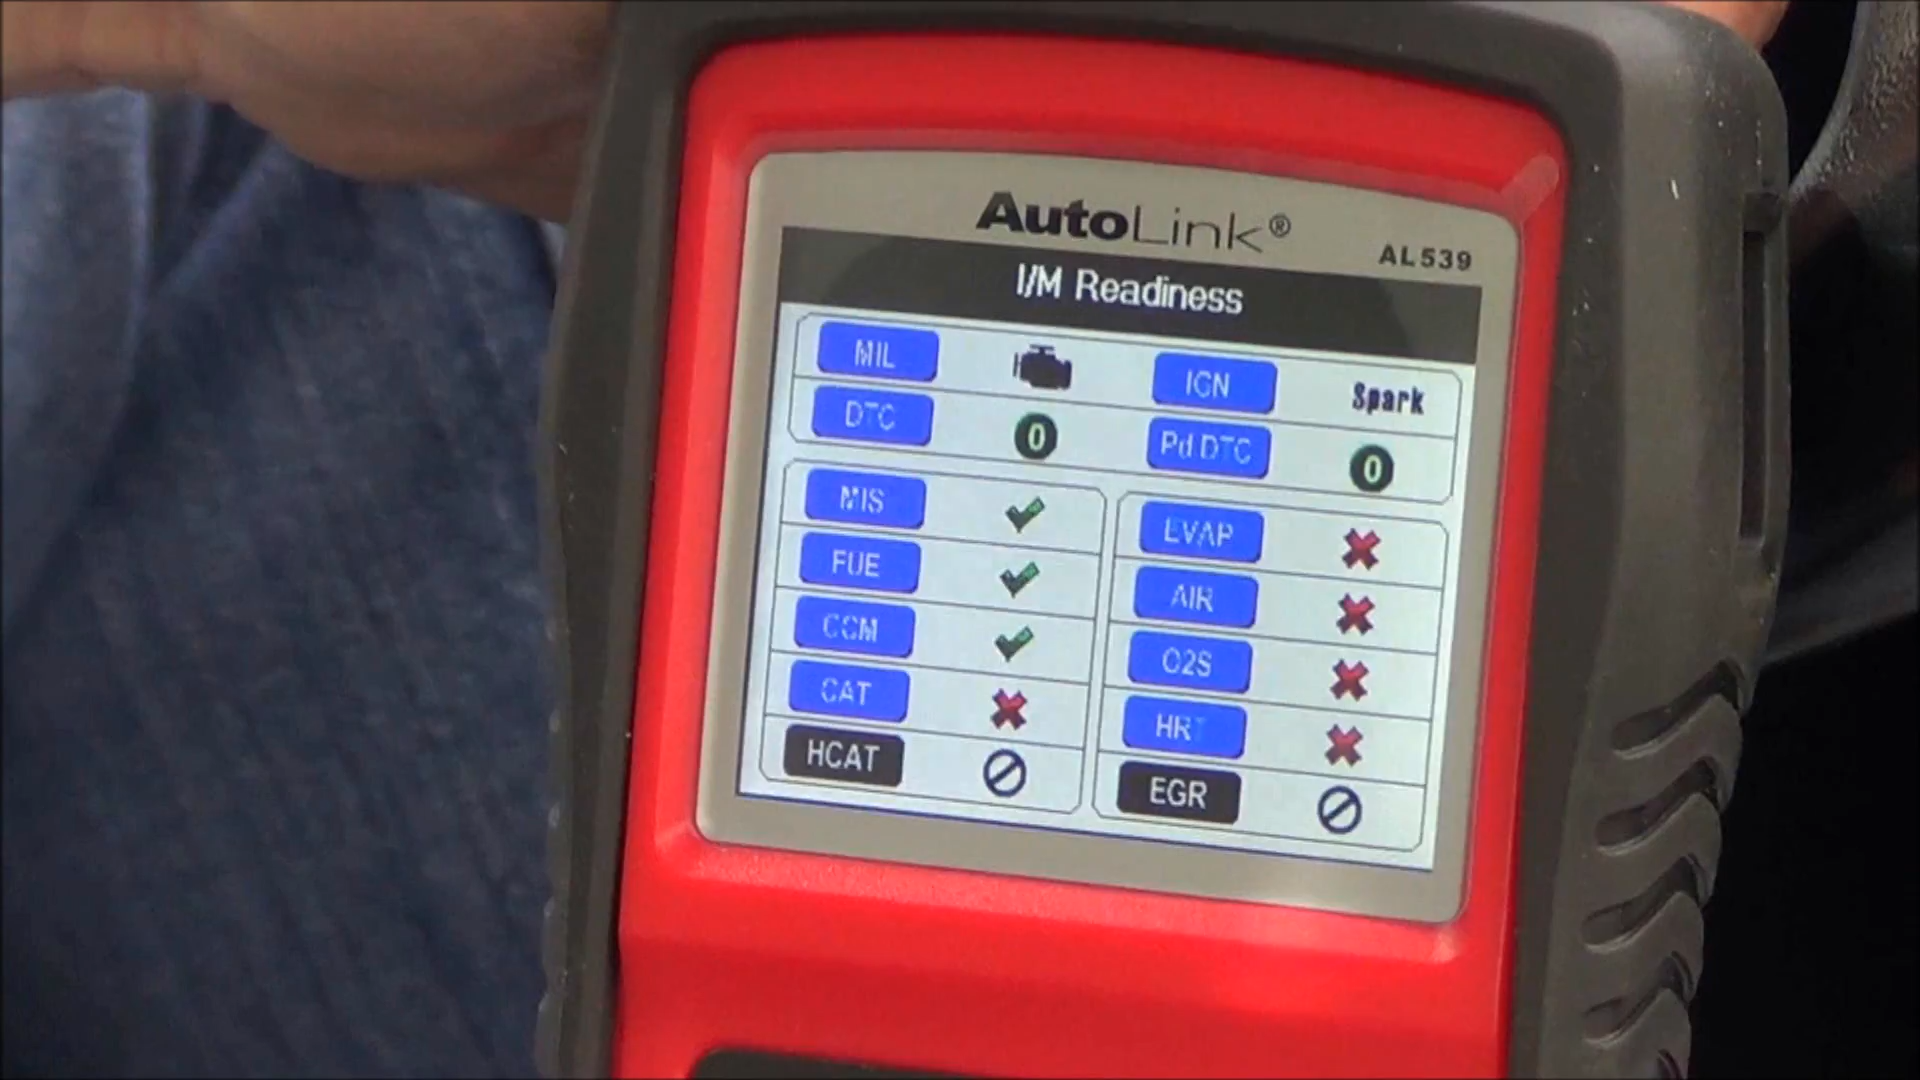 AutoLink®
AL539
I/M Readiness
MIL IGN Spark
DTC 0 Pd DTC 0
MIS EVAP
FUE AIR
CCM O2S
CAT HRT
HCAT EGR